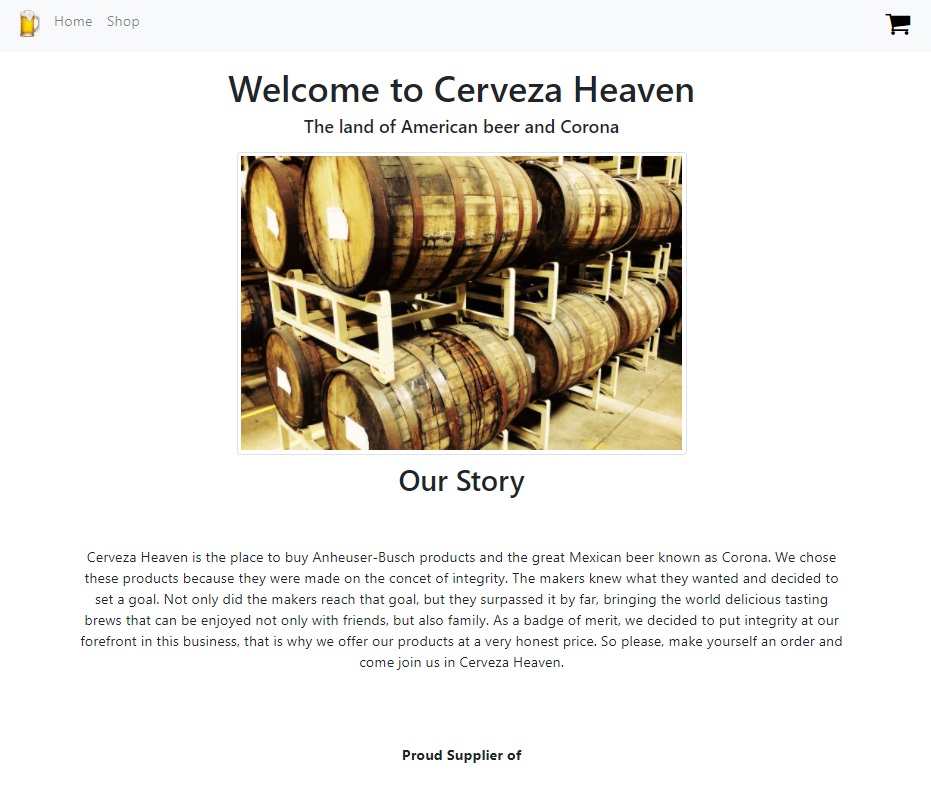 Home Shop
Welcome to Cerveza Heaven
The land of American beer and Corona
Our Story
Cerveza Heaven is the place to buy Anheuser-Busch products and the great Mexican beer known as Corona. We chose
these products because they were made on the concet of integrity. The makers knew what they wanted and decided to
set a goal. Not only did the makers reach that goal, but they surpassed it by far, bringing the world delicious tasting
brews that can be enjoyed not only with friends, but also family. As a badge of merit, we decided to put integrity at our
forefront in this business, that is why we offer our products at a very honest price. So please, make yourself an order and
come join us in Cerveza Heaven.
Proud Supplier of